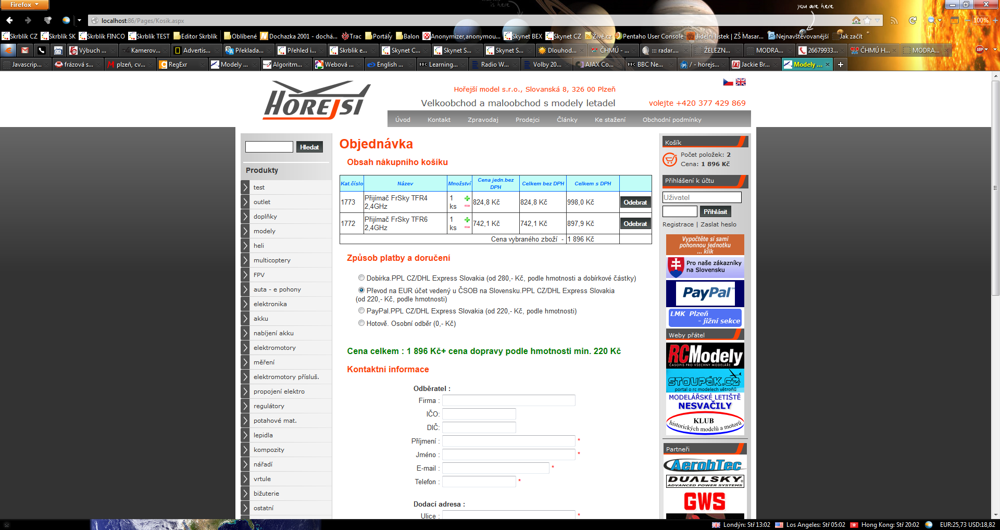 Firefox
is here
you are here
localhost:86/Pages/Kosik.aspx
100%
Skrblík CZ
Skrblík SK
Skrblík FINCO
Skrblík TEST
Editor Skrblík
Oblíbené
Dochazka 2001 - dochá...
Trac
Portály
Balon
Anonymizer,anonymou...
Skynet BEX
Skynet CZ
Živě.cz
Pentaho User Console
Jídelní lístek | ZŠ Masar...
Nejnavštěvovanější
Jak začít
Výbuch ...
Kamerov...
Advertis...
Překlada...
Přehled i...
Skrblik e...
Skynet C...
Skynet S...
Skynet S...
Dlouhod...
ČHMÚ - ...
::: radar....
ŽELEZN...
MODRA...
26679933...
ČHMÚ H...
MODRA...
ABP
Javascrip...
frázová s...
plzeň, cv...
RegExr
Modely ...
Algoritm...
Webová ...
English ...
BBC Learning...
Radio W...
Volby 20...
AJAX Co...
BBC BBC Ne...
/ - horejs...
Jackie Br...
Modely ...
HOŘEJŠÍ
Hořejší model s.r.o., Slovanská 8, 326 00 Plzeň
Velkoobchod a maloobchod s modely letadel
volejte +420 377 429 869
Úvod
Kontakt
Zpravodaj
Prodejci
Články
Ke stažení
Obchodní podmínky
Hledat
Produkty
test
outlet
doplňky
modely
heli
multicoptery
FPV
auta - e pohony
elektronika
akku
nabíjení akku
elektromotory
měření
elektromotory přísluš.
propojení elektro
regulátory
potahové mat.
lepidla
kompozity
nářadí
vrtule
bižuterie
ostatní
Objednávka
Obsah nákupního košíku
Kat.číslo Název Množství Cena jedn.bez DPH Celkem bez DPH Celkem s DPH
1773 Přijímač FrSky TFR4 2,4GHz 1 ks 824,8 Kč 824,8 Kč 998,0 Kč Odebrat
1772 Přijímač FrSky TFR6 2,4GHz 1 ks 742,1 Kč 742,1 Kč 897,9 Kč Odebrat
Cena vybraného zboží - 1 896 Kč
Způsob platby a doručení
Dobírka.PPL CZ/DHL Express Slovakia (od 280,- Kč, podle hmotnosti a dobírkové částky)
Převod na EUR účet vedený u ČSOB na Slovensku.PPL CZ/DHL Express Slovakia
(od 220,- Kč, podle hmotnosti)
PayPal.PPL CZ/DHL Express Slovakia (od 220,- Kč, podle hmotnosti)
Hotově. Osobní odběr (0,- Kč)
Cena celkem : 1 896 Kč+ cena dopravy podle hmotnosti min. 220 Kč
Kontaktní informace
Odběratel :
Firma :
IČO:
DIČ:
Příjmení : *
Jméno : *
E-mail : *
Telefon : *
Dodací adresa :
Ulice : *
Košík
Počet položek: 2
Cena: 1 896 Kč
Přihlášení k účtu
Uživatel
Přihlásit
Registrace | Zaslat heslo
Vypočtěte si sami
pohonnou jednotku
... klik
Pro naše zákazníky
na Slovensku
PayPal
LMK Plzeň
- jižní sekce
Weby přátel
RCModely
ČASOPIS PRO VŠECHNY MODELÁŘE
STOUPÁK.CZ
portal o rc modelech větroňů
MODELÁŘSKÉ LETIŠTĚ
NESVAČILY
KLUB
historických modelů a motorů
Partneři
AerobTec
DUALSKY
ADVANCED POWER SYSTEMS
GWS
Londýn: Stř 13:02
Los Angeles: Stř 05:02
Hong Kong: Stř 20:02
EUR:25,73 USD:18,82